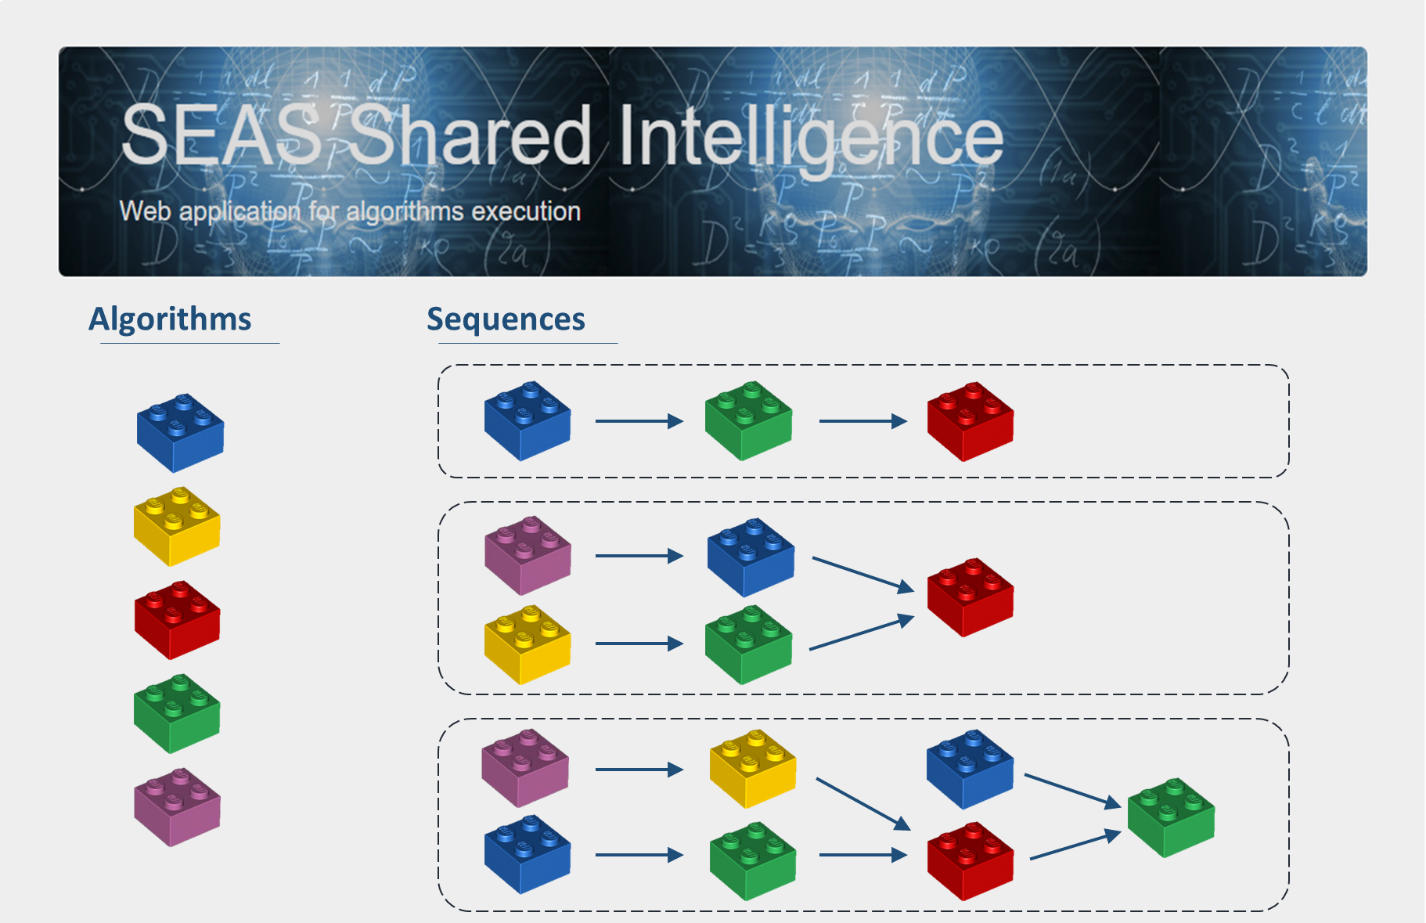 SEAS Shared Intelligence
Web application for algorithms execution
Algorithms
Sequences